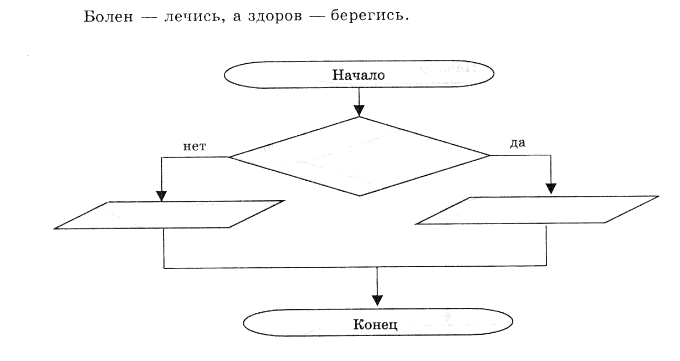 Болен — лечись, а здоров — берегись.
Начало
нет
да
Конец